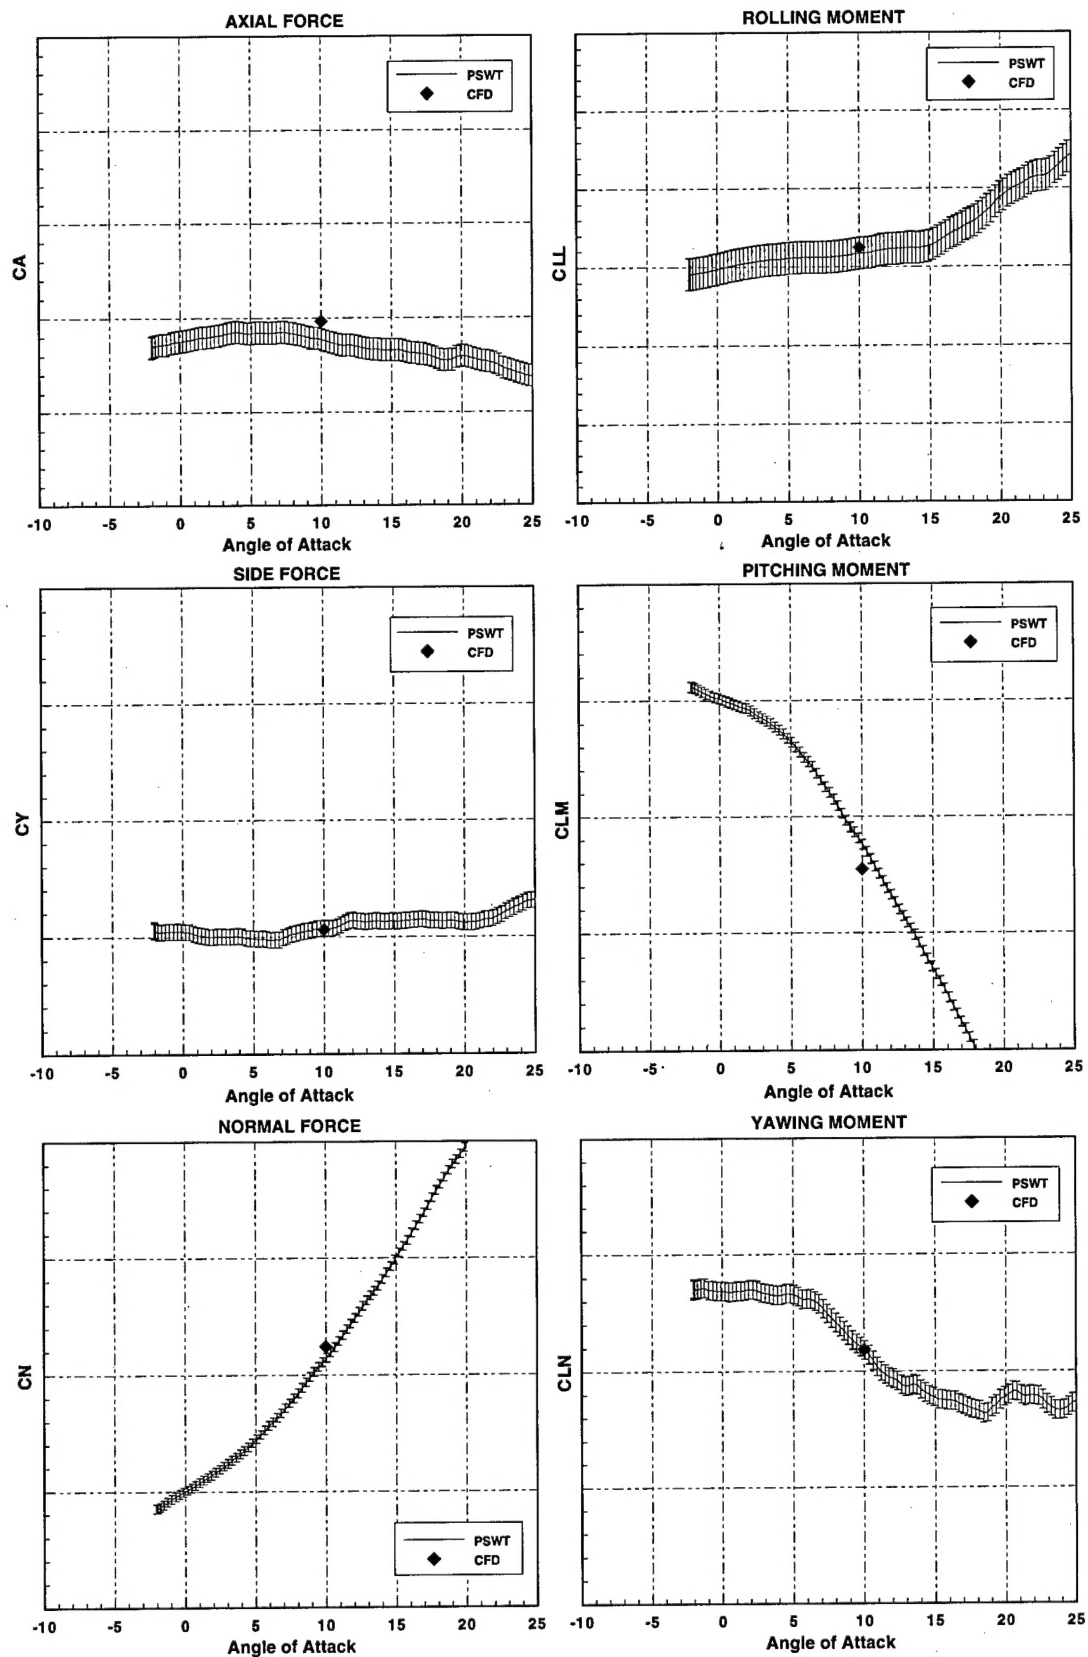 AXIAL FORCE
CA
PSWT
CFD
-10 -5 0 5 10 15 20 25
Angle of Attack
ROLLING MOMENT
CLL
PSWT
CFD
-10 -5 0 5 10 15 20 25
Angle of Attack
SIDE FORCE
CY
PSWT
CFD
-10 -5 0 5 10 15 20 25
Angle of Attack
PITCHING MOMENT
CLM
PSWT
CFD
-10 -5 0 5 10 15 20 25
Angle of Attack
NORMAL FORCE
CN
PSWT
CFD
-10 -5 0 5 10 15 20 25
Angle of Attack
YAWING MOMENT
CLN
PSWT
CFD
-10 -5 0 5 10 15 20 25
Angle of Attack